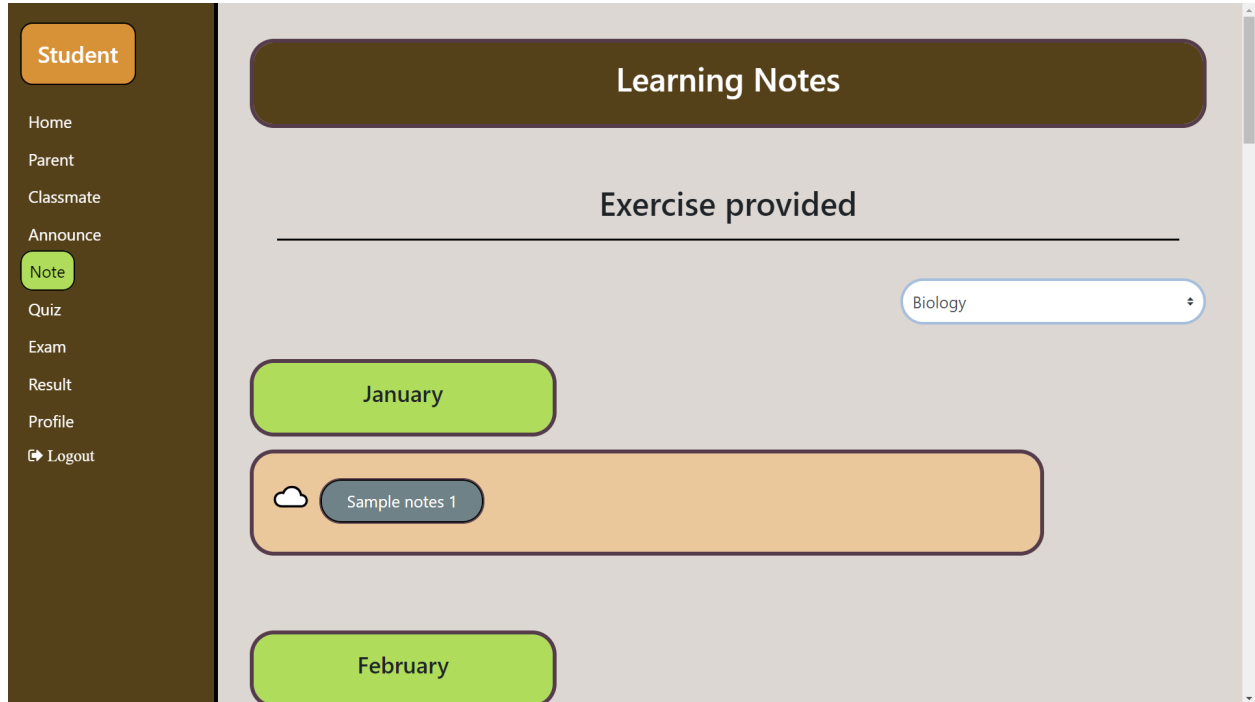 Student
Home
Parent
Classmate
Announce
Note
Quiz
Exam
Result
Profile
Logout
Learning Notes
Exercise provided
Biology
January
Sample notes 1
February